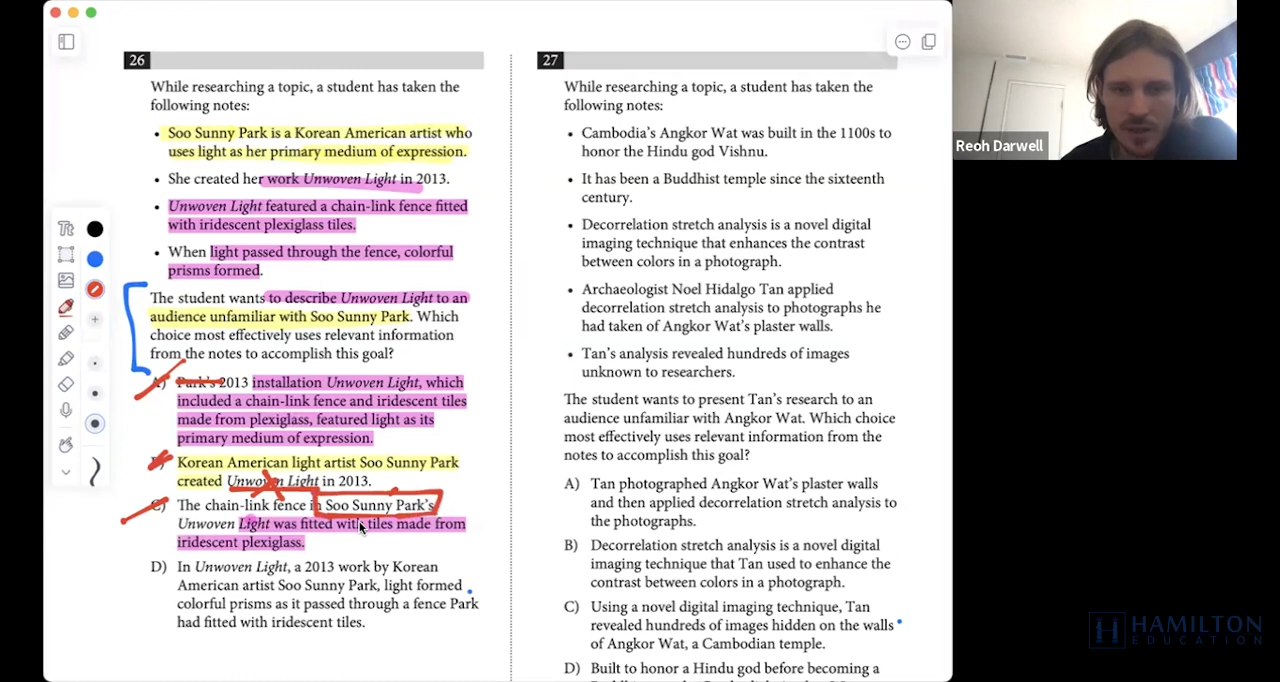 26
While researching a topic, a student has taken the
following notes:
• Soo Sunny Park is a Korean American artist who
uses light as her primary medium of expression.
• She created her work Unwoven Light in 2013.
• Unwoven Light featured a chain-link fence fitted
with iridescent plexiglass tiles.
• When light passed through the fence, colorful
prisms formed.
The student wants to describe Unwoven Light to an
audience unfamiliar with Soo Sunny Park. Which
choice most effectively uses relevant information
from the notes to accomplish this goal?
A) Park's 2013 installation Unwoven Light, which
included a chain-link fence and iridescent tiles
made from plexiglass, featured light as its
primary medium of expression.
B) Korean American light artist Soo Sunny Park
created Unwoven Light in 2013.
C) The chain-link fence in Soo Sunny Park's
Unwoven Light was fitted with tiles made from
iridescent plexiglass.
D) In Unwoven Light, a 2013 work by Korean
American artist Soo Sunny Park, light formed
colorful prisms as it passed through a fence Park
had fitted with iridescent tiles.
27
While researching a topic, a student has taken the
following notes:
• Cambodia's Angkor Wat was built in the 1100s to
honor the Hindu god Vishnu.
• It has been a Buddhist temple since the sixteenth
century.
• Decorrelation stretch analysis is a novel digital
imaging technique that enhances the contrast
between colors in a photograph.
• Archaeologist Noel Hidalgo Tan applied
decorrelation stretch analysis to photographs he
had taken of Angkor Wat's plaster walls.
• Tan's analysis revealed hundreds of images
unknown to researchers.
The student wants to present Tan's research to an
audience unfamiliar with Angkor Wat. Which choice
most effectively uses relevant information from the
notes to accomplish this goal?
A) Tan photographed Angkor Wat's plaster walls
and then applied decorrelation stretch analysis to
the photographs.
B) Decorrelation stretch analysis is a novel digital
imaging technique that Tan used to enhance the
contrast between colors in a photograph.
C) Using a novel digital imaging technique, Tan
revealed hundreds of images hidden on the walls
of Angkor Wat, a Cambodian temple.
D) Built to honor a Hindu god before becoming a
Reoh Darwell
HAMILTON
EDUCATION